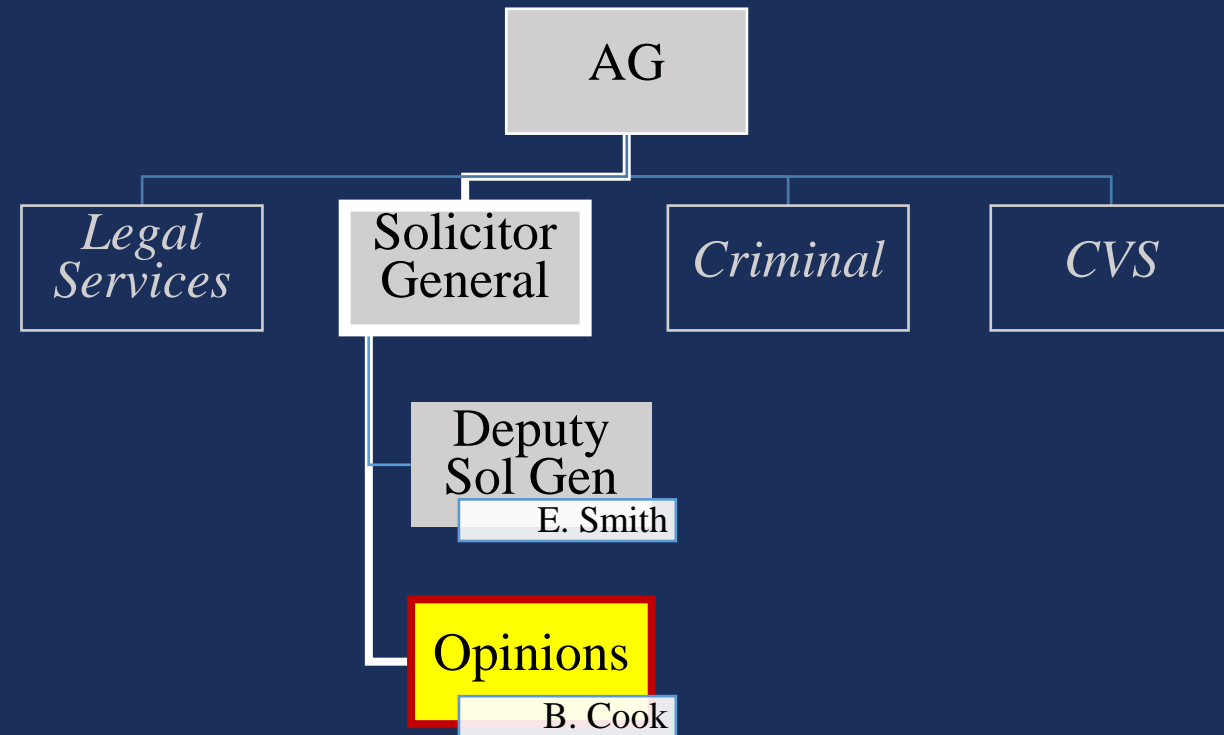 AG
Legal
Services
Solicitor
General
Criminal
CVS
Deputy
Sol Gen
E. Smith
Opinions
B. Cook